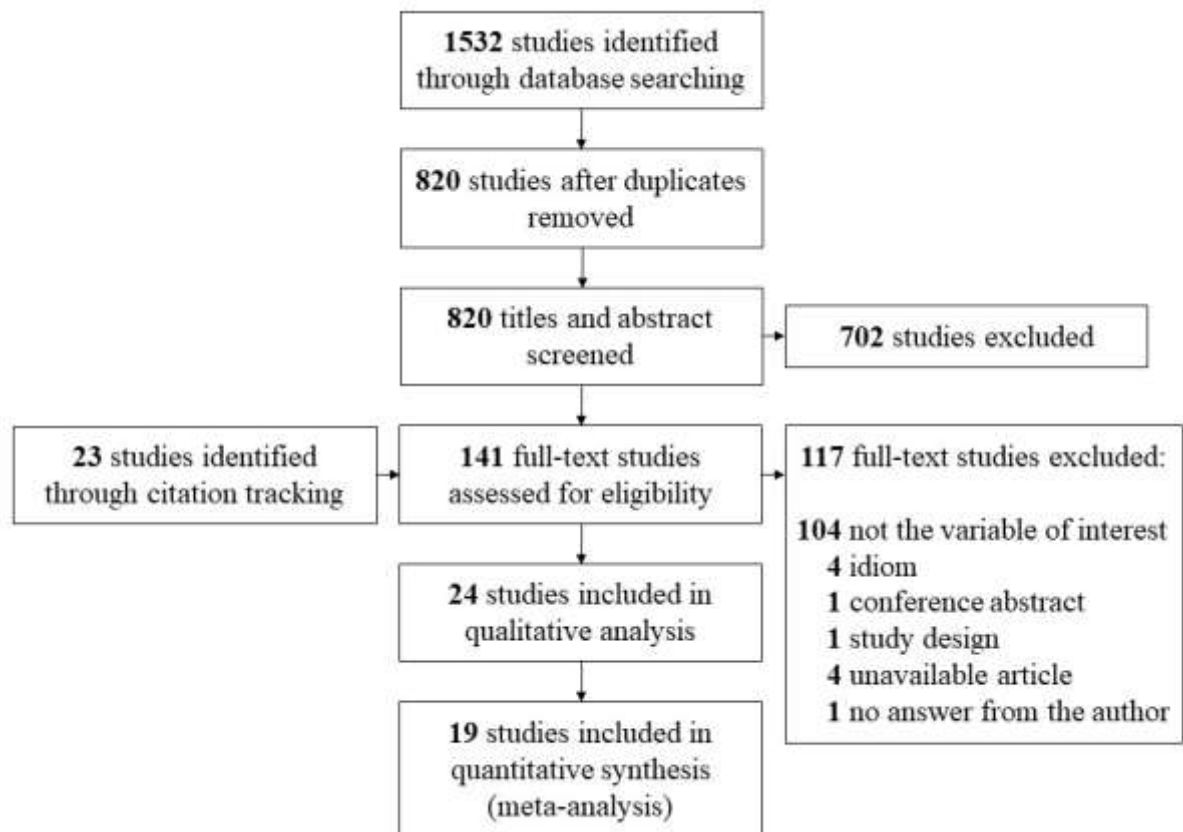 1532 studies identified
through database searching
820 studies after duplicates
removed
820 titles and abstract
screened
702 studies excluded
23 studies identified
through citation tracking
141 full-text studies
assessed for eligibility
117 full-text studies excluded:
104 not the variable of interest
4 idiom
1 conference abstract
1 study design
4 unavailable article
1 no answer from the author
24 studies included in
qualitative analysis
19 studies included in
quantitative synthesis
(meta-analysis)